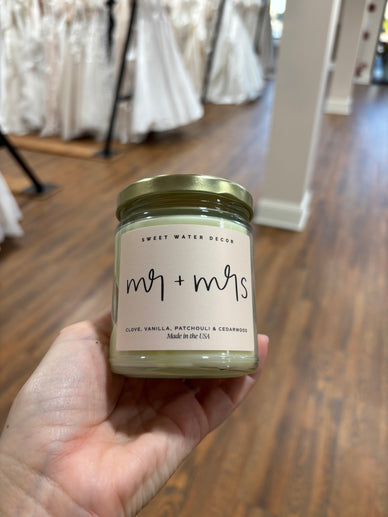 SWEET WATER DECOR
mr + mrs
CLOVE, VANILLA, PATCHOULI & CEDARWOOD
Made in the USA